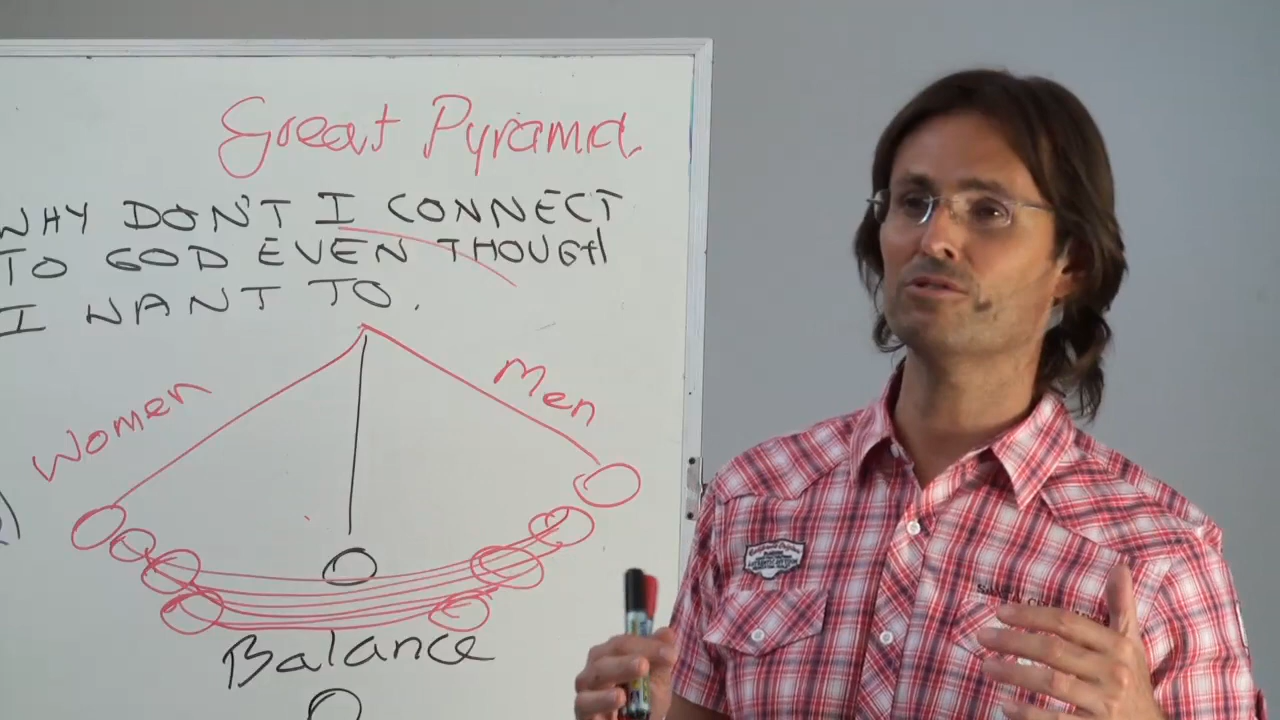 Great Pyramid
WHY DON'T I CONNECT
TO GOD EVEN THOUGH
I WANT TO.
Women
Men
Balance